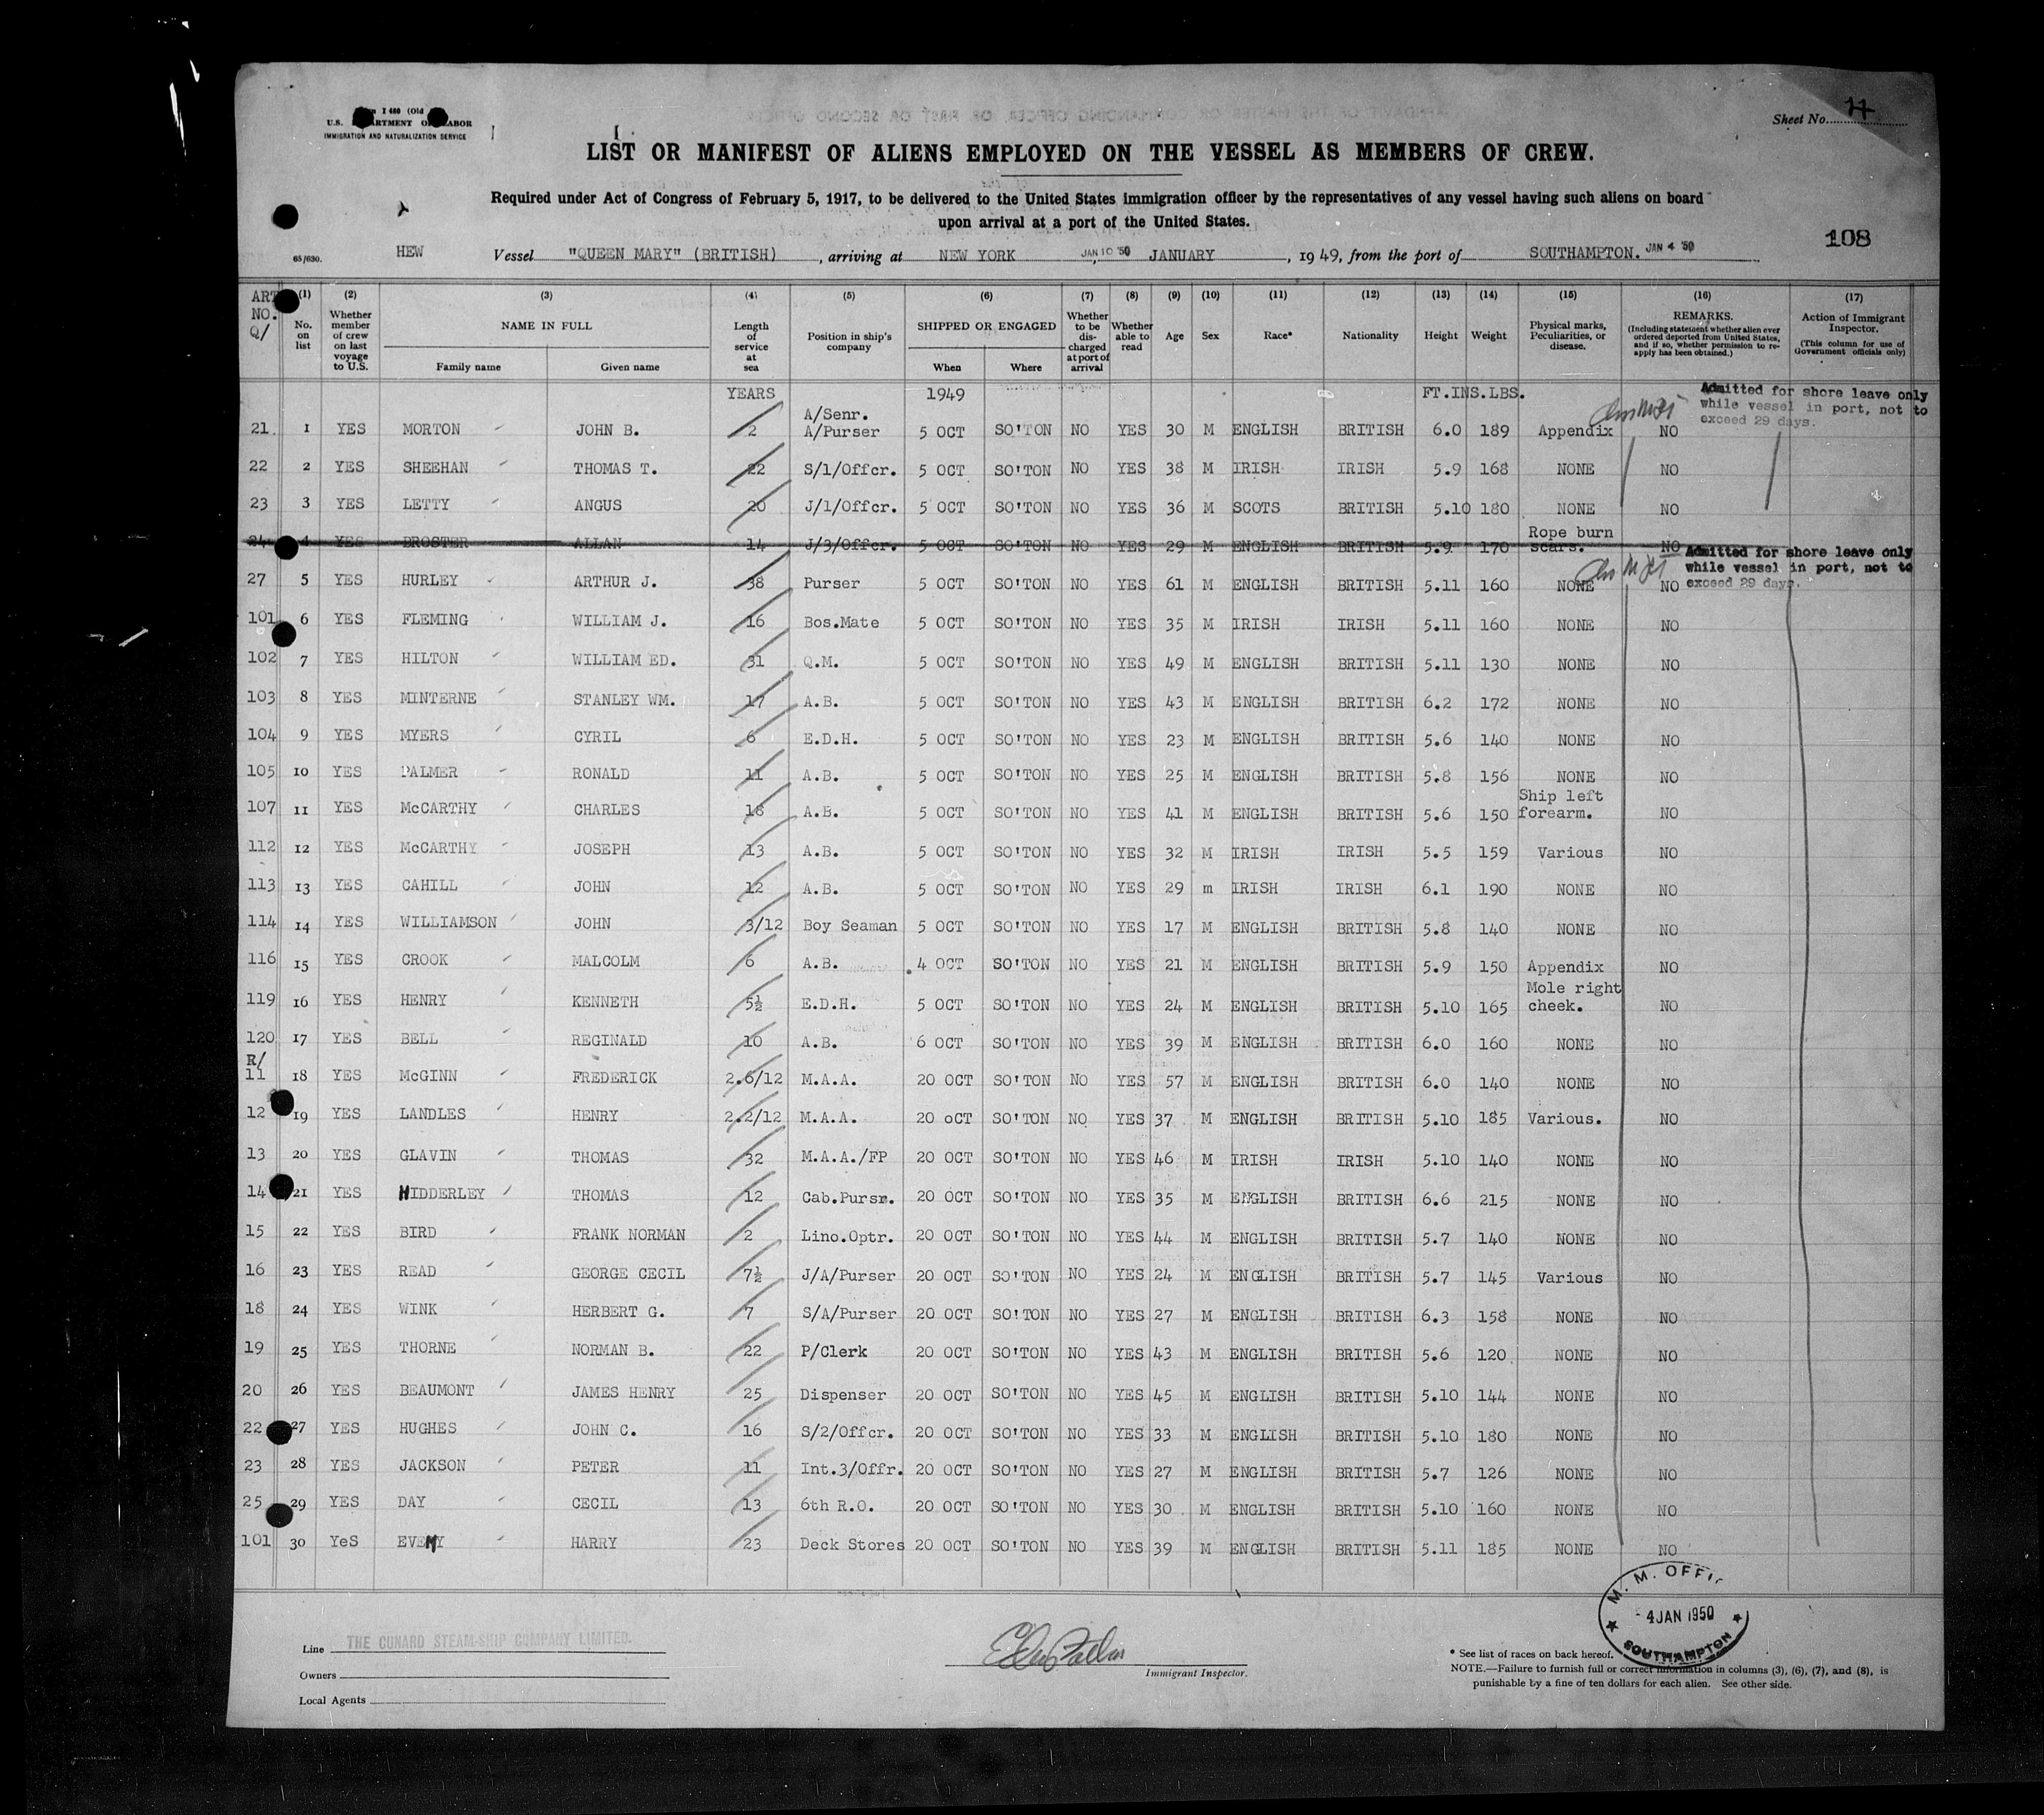 Form I 480 (Old
U.S. DEPARTMENT OF LABOR
IMMIGRATION AND NATURALIZATION SERVICE
Sheet No. 11
LIST OR MANIFEST OF ALIENS EMPLOYED ON THE VESSEL AS MEMBERS OF CREW.
Required under Act of Congress of February 5, 1917, to be delivered to the United States immigration officer by the representatives of any vessel having such aliens on board
upon arrival at a port of the United States.
108
65/630. HEW Vessel "QUEEN MARY" (BRITISH), arriving at NEW YORK JAN 10 '50 JANUARY, 1949, from the port of SOUTHAMPTON. JAN 4 '50
ART NO. Q/ (1) No. on list (2) Whether member of crew on last voyage to U.S. (3) NAME IN FULL Family name Given name (4) Length of service at sea (5) Position in ship's company (6) SHIPPED OR ENGAGED When Where (7) Whether to be discharged at port of arrival (8) Whether able to read (9) Age (10) Sex (11) Race* (12) Nationality (13) Height (14) Weight (15) Physical marks, Peculiarities, or disease. (16) REMARKS. (Including statement whether alien ever ordered deported from United States, and if so, whether permission to re-apply has been obtained.) (17) Action of Immigrant Inspector. (This column for use of Government officials only)
YEARS 1949 FT.INS.LBS.
Admitted for shore leave only
while vessel in port, not to
exceed 29 days.
21. 1 YES MORTON JOHN B. 2 A/Senr. A/Purser 5 OCT SO'TON NO YES 30 M ENGLISH BRITISH 6.0 189 Appendix NO
22 2 YES SHEEHAN THOMAS T. 22 S/1/Offcr. 5 OCT SO'TON NO YES 38 M IRISH IRISH 5.9 168 NONE NO
23 3 YES LETTY ANGUS 20 J/1/Offcr. 5 OCT SO'TON NO YES 36 M SCOTS BRITISH 5.10 180 NONE NO
24 4 YES BROSTER ALLAN 14 J/3/Offcr. 5 OCT SO'TON NO YES 29 M ENGLISH BRITISH 5.9 170 Rope burn scars. NO
Admitted for shore leave only
while vessel in port, not to
exceed 29 days.
27 5 YES HURLEY ARTHUR J. 38 Purser 5 OCT SO'TON NO YES 61 M ENGLISH BRITISH 5.11 160 NONE NO
101 6 YES FLEMING WILLIAM J. 16 Bos.Mate 5 OCT SO'TON NO YES 35 M IRISH IRISH 5.11 160 NONE NO
102 7 YES HILTON WILLIAM ED. 31 Q.M. 5 OCT SO'TON NO YES 49 M ENGLISH BRITISH 5.11 130 NONE NO
103 8 YES MINTERNE STANLEY WM. 17 A.B. 5 OCT SO'TON NO YES 43 M ENGLISH BRITISH 6.2 172 NONE NO
104 9 YES MYERS CYRIL 6 E.D.H. 5 OCT SO'TON NO YES 23 M ENGLISH BRITISH 5.6 140 NONE NO
105 10 YES PALMER RONALD 11 A.B. 5 OCT SO'TON NO YES 25 M ENGLISH BRITISH 5.8 156 NONE NO
107 11 YES McCARTHY CHARLES 18 A.B. 5 OCT SO'TON NO YES 41 M ENGLISH BRITISH 5.6 150 Ship left forearm. NO
112 12 YES McCARTHY JOSEPH 13 A.B. 5 OCT SO'TON NO YES 32 M IRISH IRISH 5.5 159 Various NO
113 13 YES CAHILL JOHN 12 A.B. 5 OCT SO'TON NO YES 29 m IRISH IRISH 6.1 190 NONE NO
114 14 YES WILLIAMSON JOHN 3/12 Boy Seaman 5 OCT SO'TON NO YES 17 M ENGLISH BRITISH 5.8 140 NONE NO
116 15 YES CROOK MALCOLM 6 A.B. 4 OCT SO'TON NO YES 21 M ENGLISH BRITISH 5.9 150 Appendix NO
119 16 YES HENRY KENNETH 5½ E.D.H. 5 OCT SO'TON NO YES 24 M ENGLISH BRITISH 5.10 165 Mole right cheek. NO
120 17 YES BELL REGINALD 10 A.B. 6 OCT SO'TON NO YES 39 M ENGLISH BRITISH 6.0 160 NONE NO
R/
11 18 YES McGINN FREDERICK 2.6/12 M.A.A. 20 OCT SO'TON NO YES 57 M ENGLISH BRITISH 6.0 140 NONE NO
12 19 YES LANDLES HENRY 2.2/12 M.A.A. 20 oCT SO'TON NO YES 37 M ENGLISH BRITISH 5.10 185 Various. NO
13 20 YES GLAVIN THOMAS 32 M.A.A./FP 20 OCT SO'TON NO YES 46 M IRISH IRISH 5.10 140 NONE NO
14 21 YES HIDDERLEY THOMAS 12 Cab.Pursr. 20 OCT SO'TON NO YES 35 M ENGLISH BRITISH 6.6 215 NONE NO
15 22 YES BIRD FRANK NORMAN 2 Lino.Optr. 20 OCT SO'TON NO YES 44 M ENGLISH BRITISH 5.7 140 NONE NO
16 23 YES READ GEORGE CECIL 7½ J/A/Purser 20 OCT SO'TON NO YES 24 M ENGLISH BRITISH 5.7 145 Various NO
18 24 YES WINK HERBERT G. 7 S/A/Purser 20 OCT SO'TON NO YES 27 M ENGLISH BRITISH 6.3 158 NONE NO
19 25 YES THORNE NORMAN B. 22 P/Clerk 20 OCT SO'TON NO YES 43 M ENGLISH BRITISH 5.6 120 NONE NO
20 26 YES BEAUMONT JAMES HENRY 25 Dispenser 20 OCT SO'TON NO YES 45 M ENGLISH BRITISH 5.10 144 NONE NO
22 27 YES HUGHES JOHN C. 16 S/2/Offcr. 20 OCT SO'TON NO YES 33 M ENGLISH BRITISH 5.10 180 NONE NO
23 28 YES JACKSON PETER 11 Int.3/Offr. 20 OCT SO'TON NO YES 27 M ENGLISH BRITISH 5.7 126 NONE NO
25 29 YES DAY CECIL 13 6th R.O. 20 OCT SO'TON NO YES 30 M ENGLISH BRITISH 5.10 160 NONE NO
101 30 YeS EVEMY HARRY 23 Deck Stores 20 OCT SO'TON NO YES 39 M ENGLISH BRITISH 5.11 185 NONE NO
M. M. OFFI
- 4 JAN 1950
SOUTHAMPTON
Line THE CUNARD STEAM-SHIP COMPANY LIMITED.
Owners
Local Agents
Immigrant Inspector.
* See list of races on back hereof.
NOTE.—Failure to furnish full or correct information in columns (3), (6), (7), and (8), is
punishable by a fine of ten dollars for each alien. See other side.